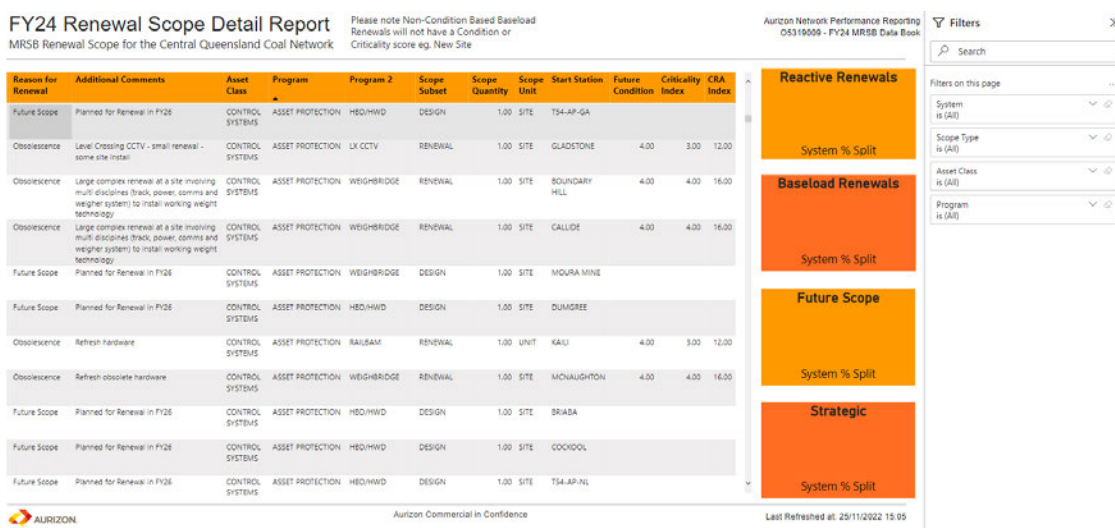 FY24 Renewal Scope Detail Report
MRSB Renewal Scope for the Central Queensland Coal Network
Please note Non-Condition Based Baseload
Renewals will not have a Condition or
Criticality score eg. New Site
Aurizon Network Performance Reporting
O5319009 - FY24 MRSB Data Book
Reason for Renewal Additional Comments Asset Class Program Program 2 Scope Subset Scope Quantity Scope Unit Start Station Future Condition Criticality Index CRA Index
Future Scope Planned for Renewal in FY26 CONTROL SYSTEMS ASSET PROTECTION HBD/HWD DESIGN 1.00 SITE TS4-AP-GA
Obsolescence Level Crossing CCTV - small renewal - some site install CONTROL SYSTEMS ASSET PROTECTION LX CCTV RENEWAL 1.00 SITE GLADSTONE 4.00 3.00 12.00
Obsolescence Large complex renewal at a site involving multi discipines (track, power, comms and weigher system) to install working weight technology CONTROL SYSTEMS ASSET PROTECTION WEIGHBRIDGE RENEWAL 1.00 SITE BOUNDARY HILL 4.00 4.00 16.00
Obsolescence Large complex renewal at a site involving multi discipines (track, power, comms and weigher system) to install working weight technology CONTROL SYSTEMS ASSET PROTECTION WEIGHBRIDGE RENEWAL 1.00 SITE CALLIDE 4.00 4.00 16.00
Future Scope Planned for Renewal in FY26 CONTROL SYSTEMS ASSET PROTECTION WEIGHBRIDGE DESIGN 1.00 SITE MOURA MINE
Future Scope Planned for Renewal in FY26 CONTROL SYSTEMS ASSET PROTECTION HBD/HWD DESIGN 1.00 SITE DUMGREE
Obsolescence Refresh hardware CONTROL SYSTEMS ASSET PROTECTION RAILBAM RENEWAL 1.00 UNIT KAILI 4.00 3.00 12.00
Obsolescence Refresh obsolete hardware CONTROL SYSTEMS ASSET PROTECTION WEIGHBRIDGE RENEWAL 1.00 SITE MCNAUGHTON 4.00 4.00 16.00
Future Scope Planned for Renewal in FY26 CONTROL SYSTEMS ASSET PROTECTION HBD/HWD DESIGN 1.00 SITE BRIABA
Future Scope Planned for Renewal in FY26 CONTROL SYSTEMS ASSET PROTECTION HBD/HWD DESIGN 1.00 SITE COCKOOL
Future Scope Planned for Renewal in FY26 CONTROL SYSTEMS ASSET PROTECTION HBD/HWD DESIGN 1.00 SITE TS4-AP-NL
Reactive Renewals
System % Split
Baseload Renewals
System % Split
Future Scope
System % Split
Strategic
System % Split
Filters
Search
Filters on this page
System
is (All)
Scope Type
is (All)
Asset Class
is (All)
Program
is (All)
AURIZON
Aurizon Commercial in Confidence
Last Refreshed at: 25/11/2022 15:05